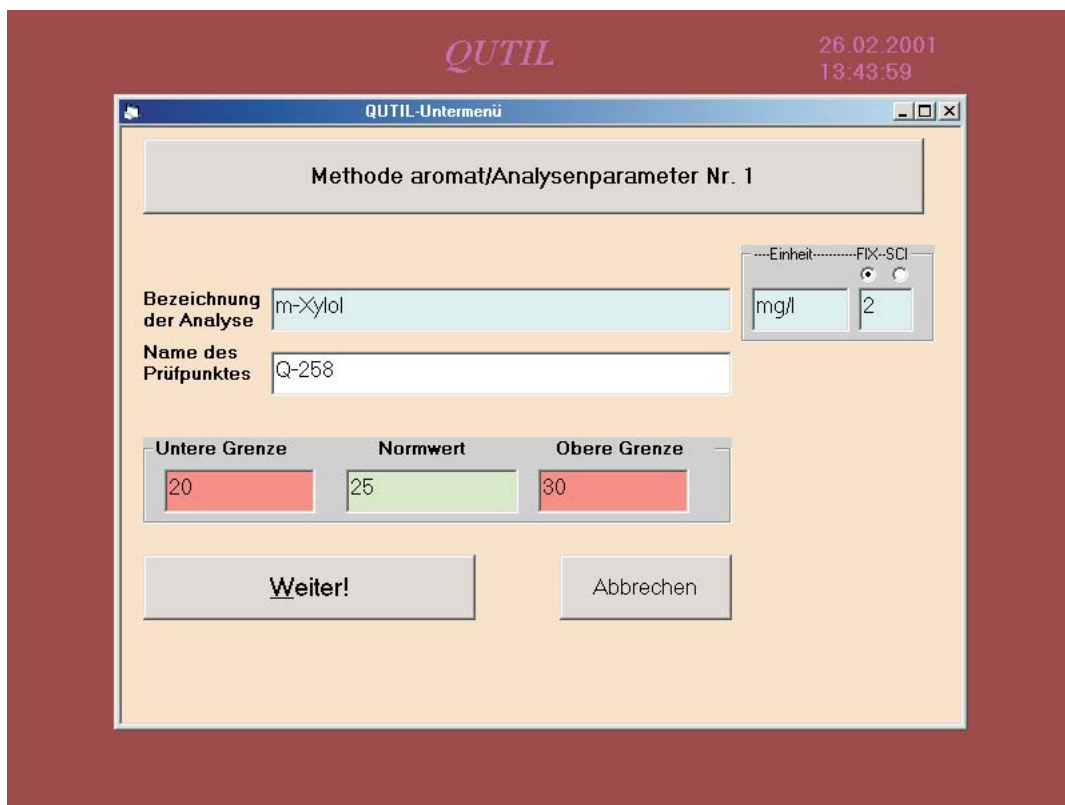 QUTIL
26.02.2001
13:43:59
QUTIL-Untermenü
Methode aromat/Analysenparameter Nr. 1
----Einheit-----------FIX--SCI
Bezeichnung
der Analyse
m-Xylol
mg/l
2
Name des
Prüfpunktes
Q-258
Untere Grenze Normwert Obere Grenze
20 25 30
Weiter! Abbrechen